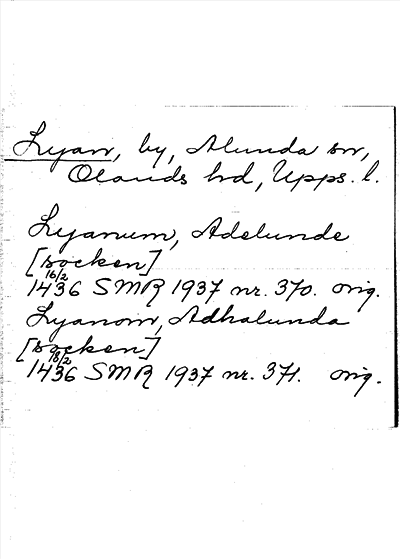 Lyan, by, Alunda sn,
Olands hd, Upps. l.
Lyanum, Adelunde
[socken]
16/2
1436 SMR 1937 nr. 370. orig.
Lyanom, Adhalunda
[socken]
16/2
1436 SMR 1937 nr. 371. orig.